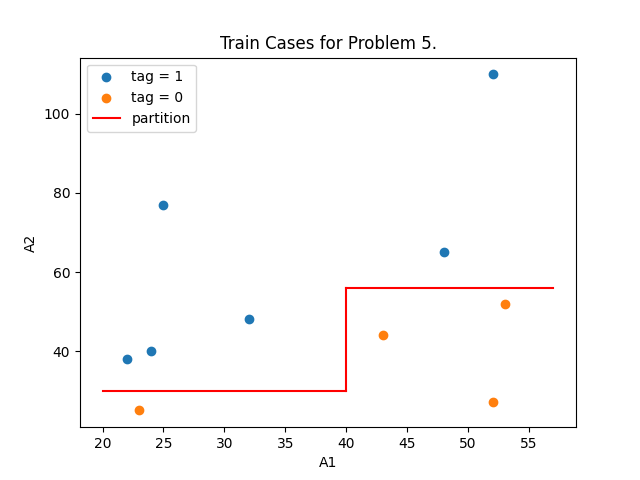 Train Cases for Problem 5.
tag = 1
tag = 0
partition
100
80
60
40
A2
20 25 30 35 40 45 50 55
A1